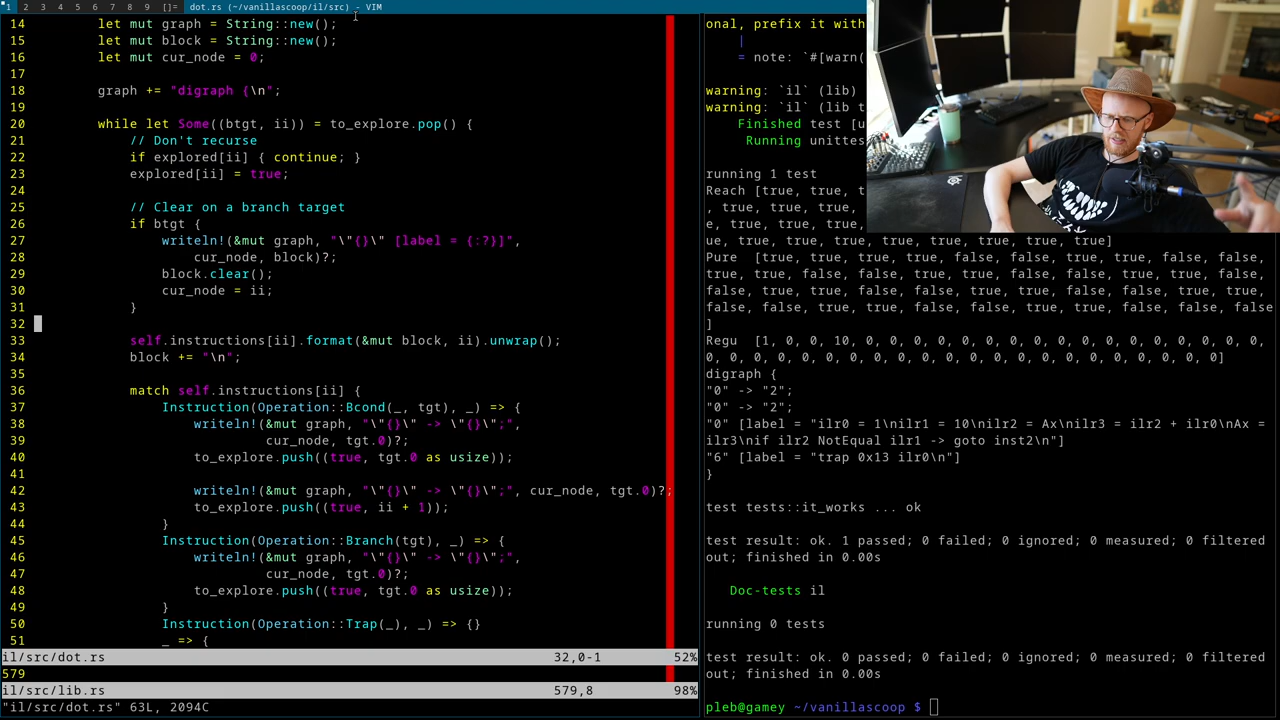 1 2 3 4 5 6 7 8 9 []= dot.rs (~/vanillascoop/il/src) - VIM
14 let mut graph = String::new();
15 let mut block = String::new();
16 let mut cur_node = 0;
17
18 graph += "digraph {\n";
19
20 while let Some((btgt, ii)) = to_explore.pop() {
21 // Don't recurse
22 if explored[ii] { continue; }
23 explored[ii] = true;
24
25 // Clear on a branch target
26 if btgt {
27 writeln!(&mut graph, "\"{}\" [label = {:?}]",
28 cur_node, block)?;
29 block.clear();
30 cur_node = ii;
31 }
32
33 self.instructions[ii].format(&mut block, ii).unwrap();
34 block += "\n";
35
36 match self.instructions[ii] {
37 Instruction(Operation::Bcond(_, tgt), _) => {
38 writeln!(&mut graph, "\"{}\" -> \"{}\";",
39 cur_node, tgt.0)?;
40 to_explore.push((true, tgt.0 as usize));
41
42 writeln!(&mut graph, "\"{}\" -> \"{}\";", cur_node, tgt.0)?;
43 to_explore.push((true, ii + 1));
44 }
45 Instruction(Operation::Branch(tgt), _) => {
46 writeln!(&mut graph, "\"{}\" -> \"{}\";",
47 cur_node, tgt.0)?;
48 to_explore.push((true, tgt.0 as usize));
49 }
50 Instruction(Operation::Trap(_), _) => {}
51 _ => {
il/src/dot.rs 32,0-1 52%
579
il/src/lib.rs 579,8 98%
"il/src/dot.rs" 63L, 2094C
onal, prefix it with
|
= note: `#[warn(
warning: `il` (lib)
warning: `il` (lib t
Finished test [u
Running unittes
running 1 test
Reach [true, true, t
, true, true, true,
e, true, true, true,
ue, true, true, true, true, true, true, true]
Pure [true, true, true, true, false, false, true, true, false, false,
true, true, false, false, true, true, false, false, true, true, false,
false, true, true, false, false, true, true, false, false, true, true,
false, false, true, true, false, false, true, true, false, false, false
]
Regu [1, 0, 0, 10, 0, 0, 0, 0, 0, 0, 0, 0, 0, 0, 0, 0, 0, 0, 0, 0, 0,
0, 0, 0, 0, 0, 0, 0, 0, 0, 0, 0, 0, 0, 0, 0, 0, 0, 0, 0, 0, 0]
digraph {
"0" -> "2";
"0" -> "2";
"0" [label = "ilr0 = 1\nilr1 = 10\nilr2 = Ax\nilr3 = ilr2 + ilr0\nAx =
ilr3\nif ilr2 NotEqual ilr1 -> goto inst2\n"]
"6" [label = "trap 0x13 ilr0\n"]
}
test tests::it_works ... ok
test result: ok. 1 passed; 0 failed; 0 ignored; 0 measured; 0 filtered
out; finished in 0.00s
Doc-tests il
running 0 tests
test result: ok. 0 passed; 0 failed; 0 ignored; 0 measured; 0 filtered
out; finished in 0.00s
pleb@gamey ~/vanillascoop $